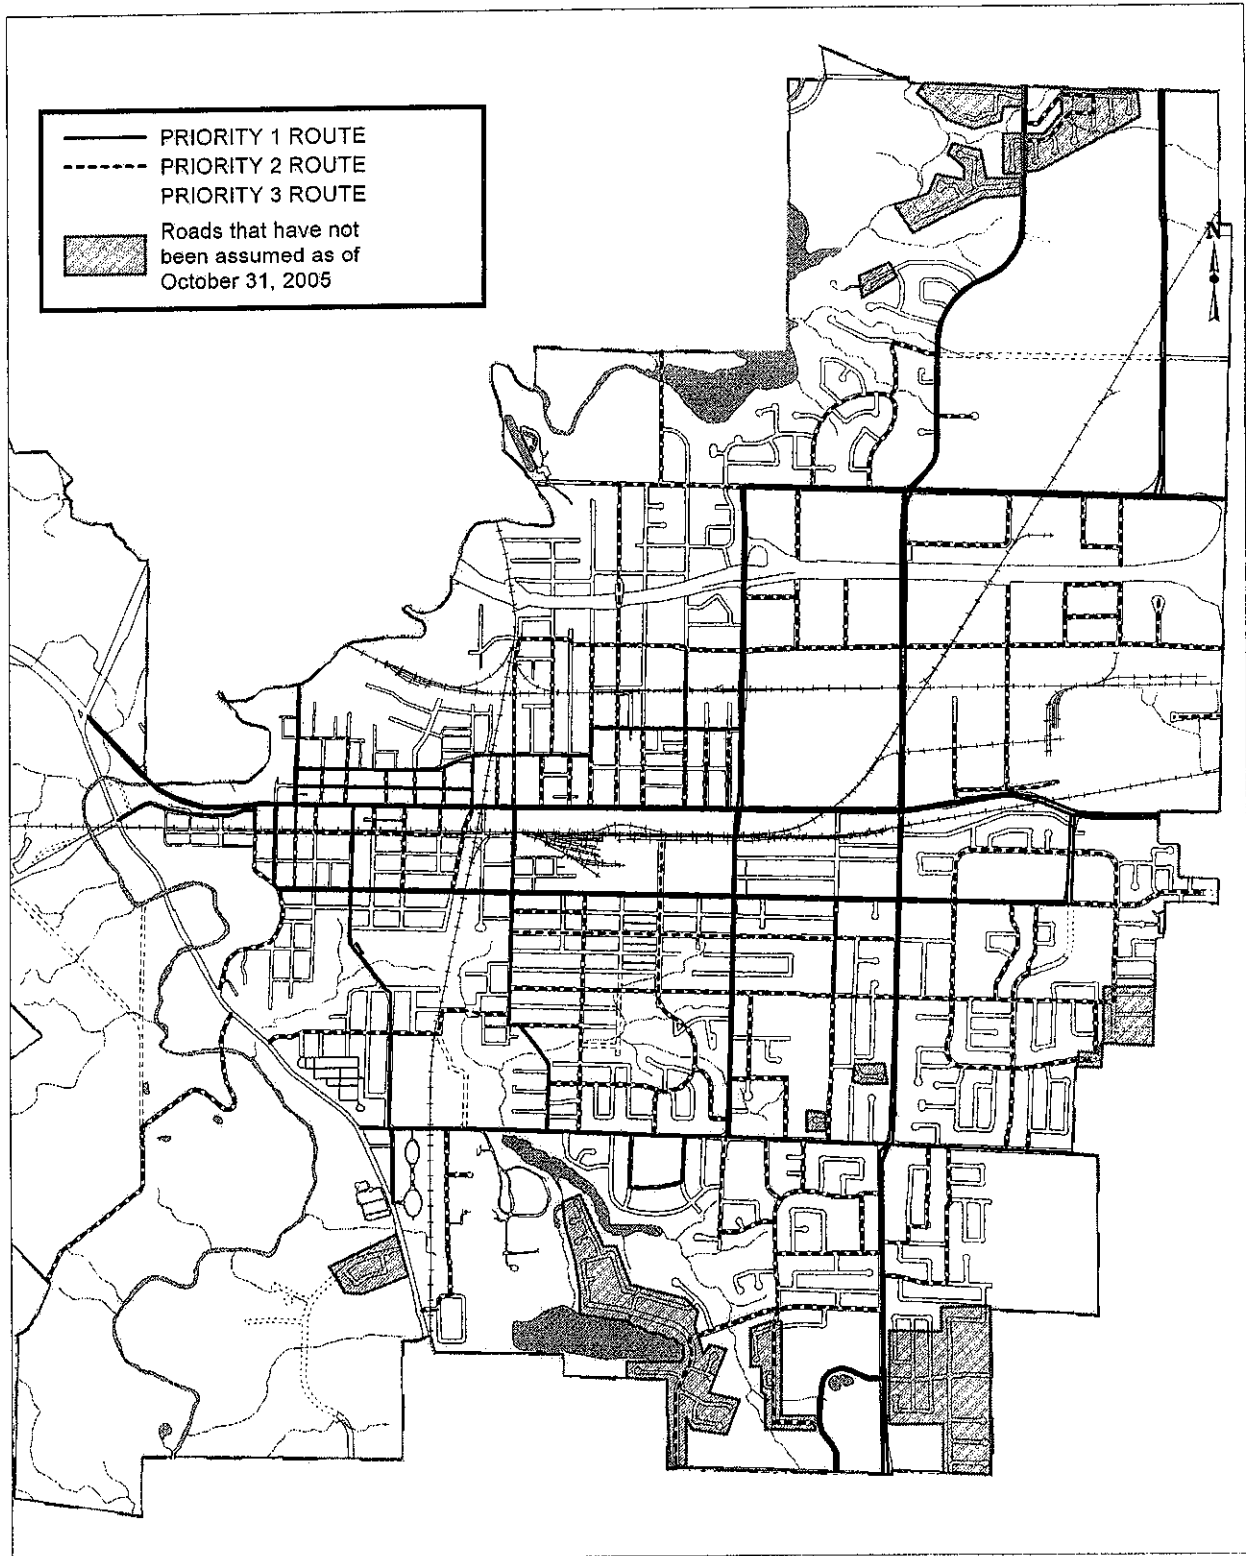 PRIORITY 1 ROUTE
PRIORITY 2 ROUTE
PRIORITY 3 ROUTE
Roads that have not
been assumed as of
October 31, 2005
N